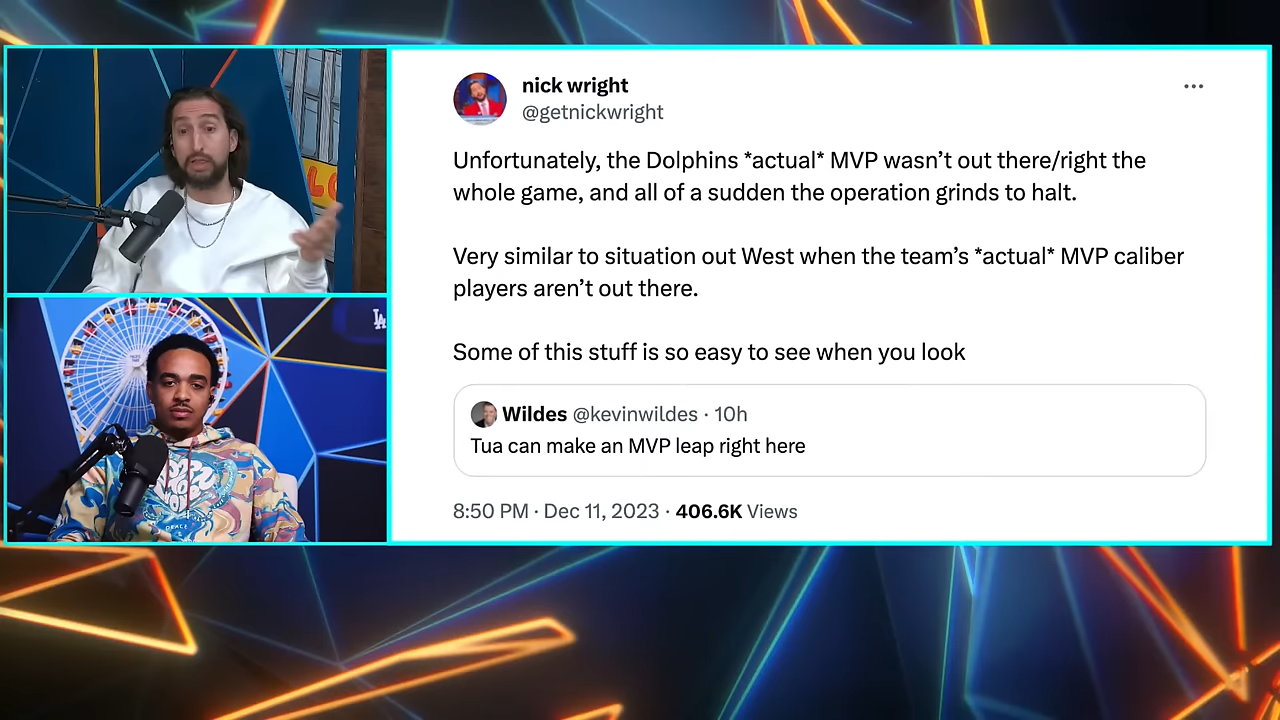 nick wright
@getnickwright
Unfortunately, the Dolphins *actual* MVP wasn’t out there/right the
whole game, and all of a sudden the operation grinds to halt.
Very similar to situation out West when the team’s *actual* MVP caliber
players aren’t out there.
Some of this stuff is so easy to see when you look
Wildes @kevinwildes · 10h
Tua can make an MVP leap right here
8:50 PM · Dec 11, 2023 · 406.6K Views
LA